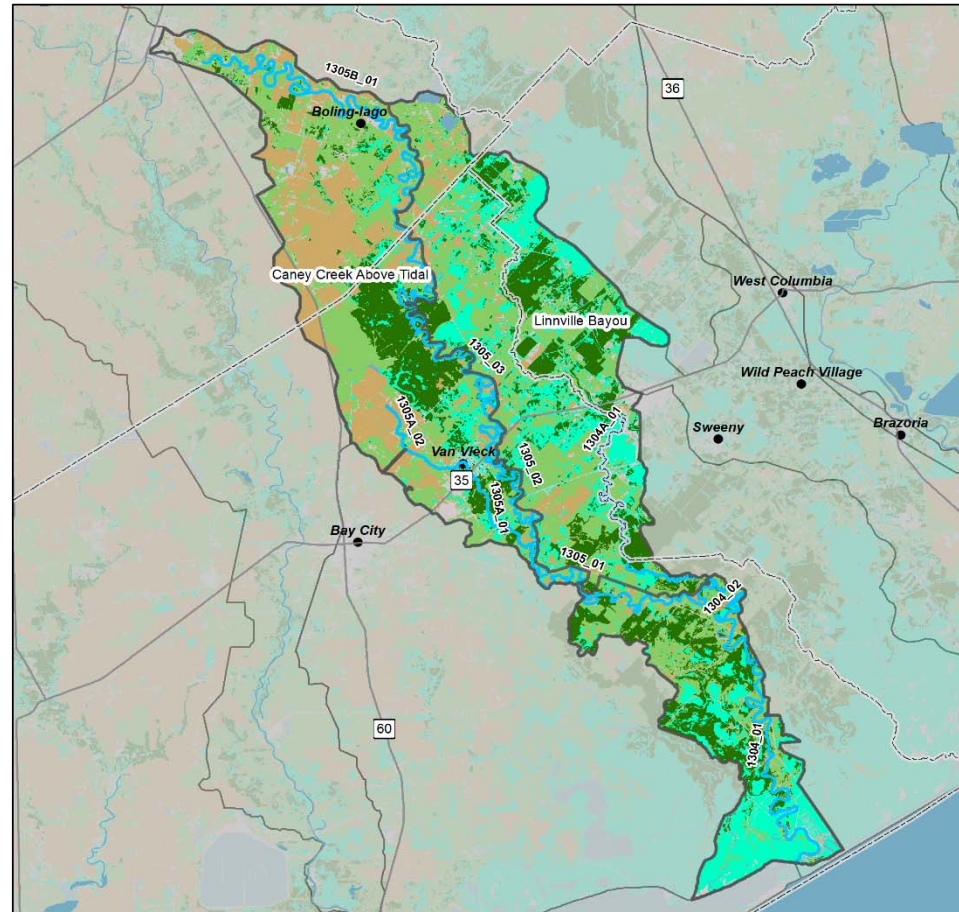 1305B_01
36
Boling-Iago
Caney Creek Above Tidal
West Columbia
Linnville Bayou
1305_03
Wild Peach Village
1305A_02
1304A_01
Brazoria
Sweeny
Van Vleck
1305_02
35
1305A_01
Bay City
1305_01
1304_02
60
1304_01